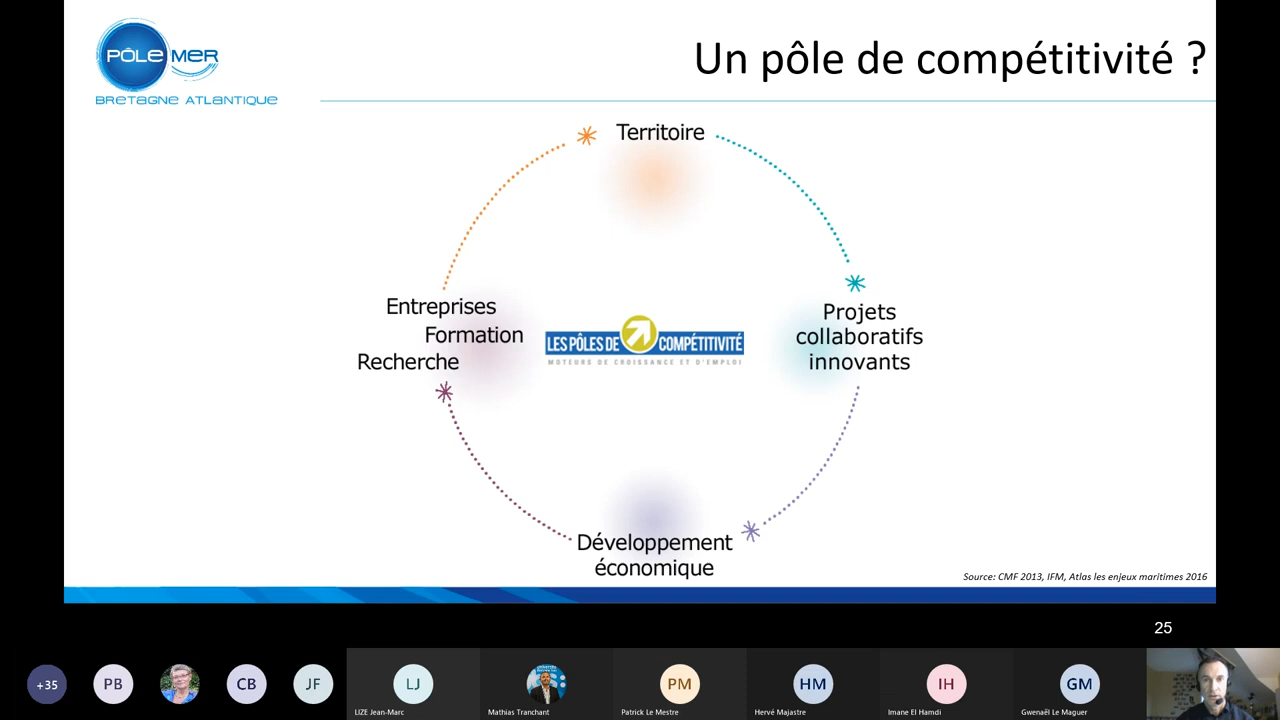 PÔLE MER
BRETAGNE ATLANTIQUE
Un pôle de compétitivité ?
Territoire
Entreprises
Formation
Recherche
LES PÔLES DE COMPÉTITIVITÉ
MOTEURS DE CROISSANCE ET D'EMPLOI
Projets
collaboratifs
innovants
Développement
économique
Source: CMF 2013, IFM, Atlas les enjeux maritimes 2016
25
+35
PB
CB
JF
LJ
PM
HM
IH
GM
LIZE Jean-Marc
Mathias Tranchant
Patrick Le Mestre
Hervé Majastre
Imane El Hamdi
Gwenaël Le Maguer